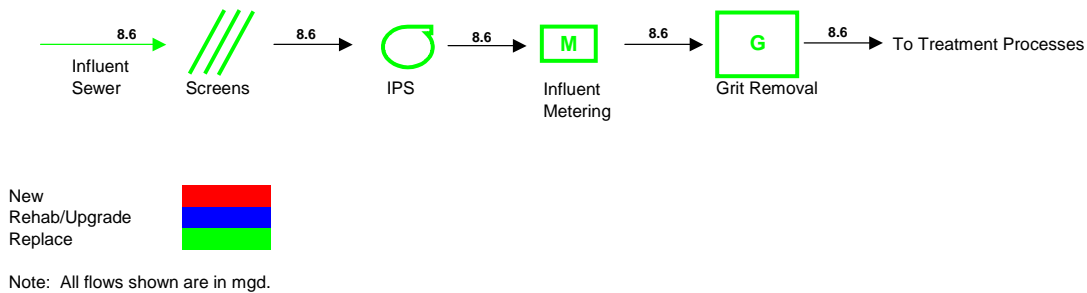 8.6
8.6
8.6
8.6
8.6
M
G
To Treatment Processes
Influent
Sewer
Screens
IPS
Influent
Metering
Grit Removal
New
Rehab/Upgrade
Replace
Note: All flows shown are in mgd.